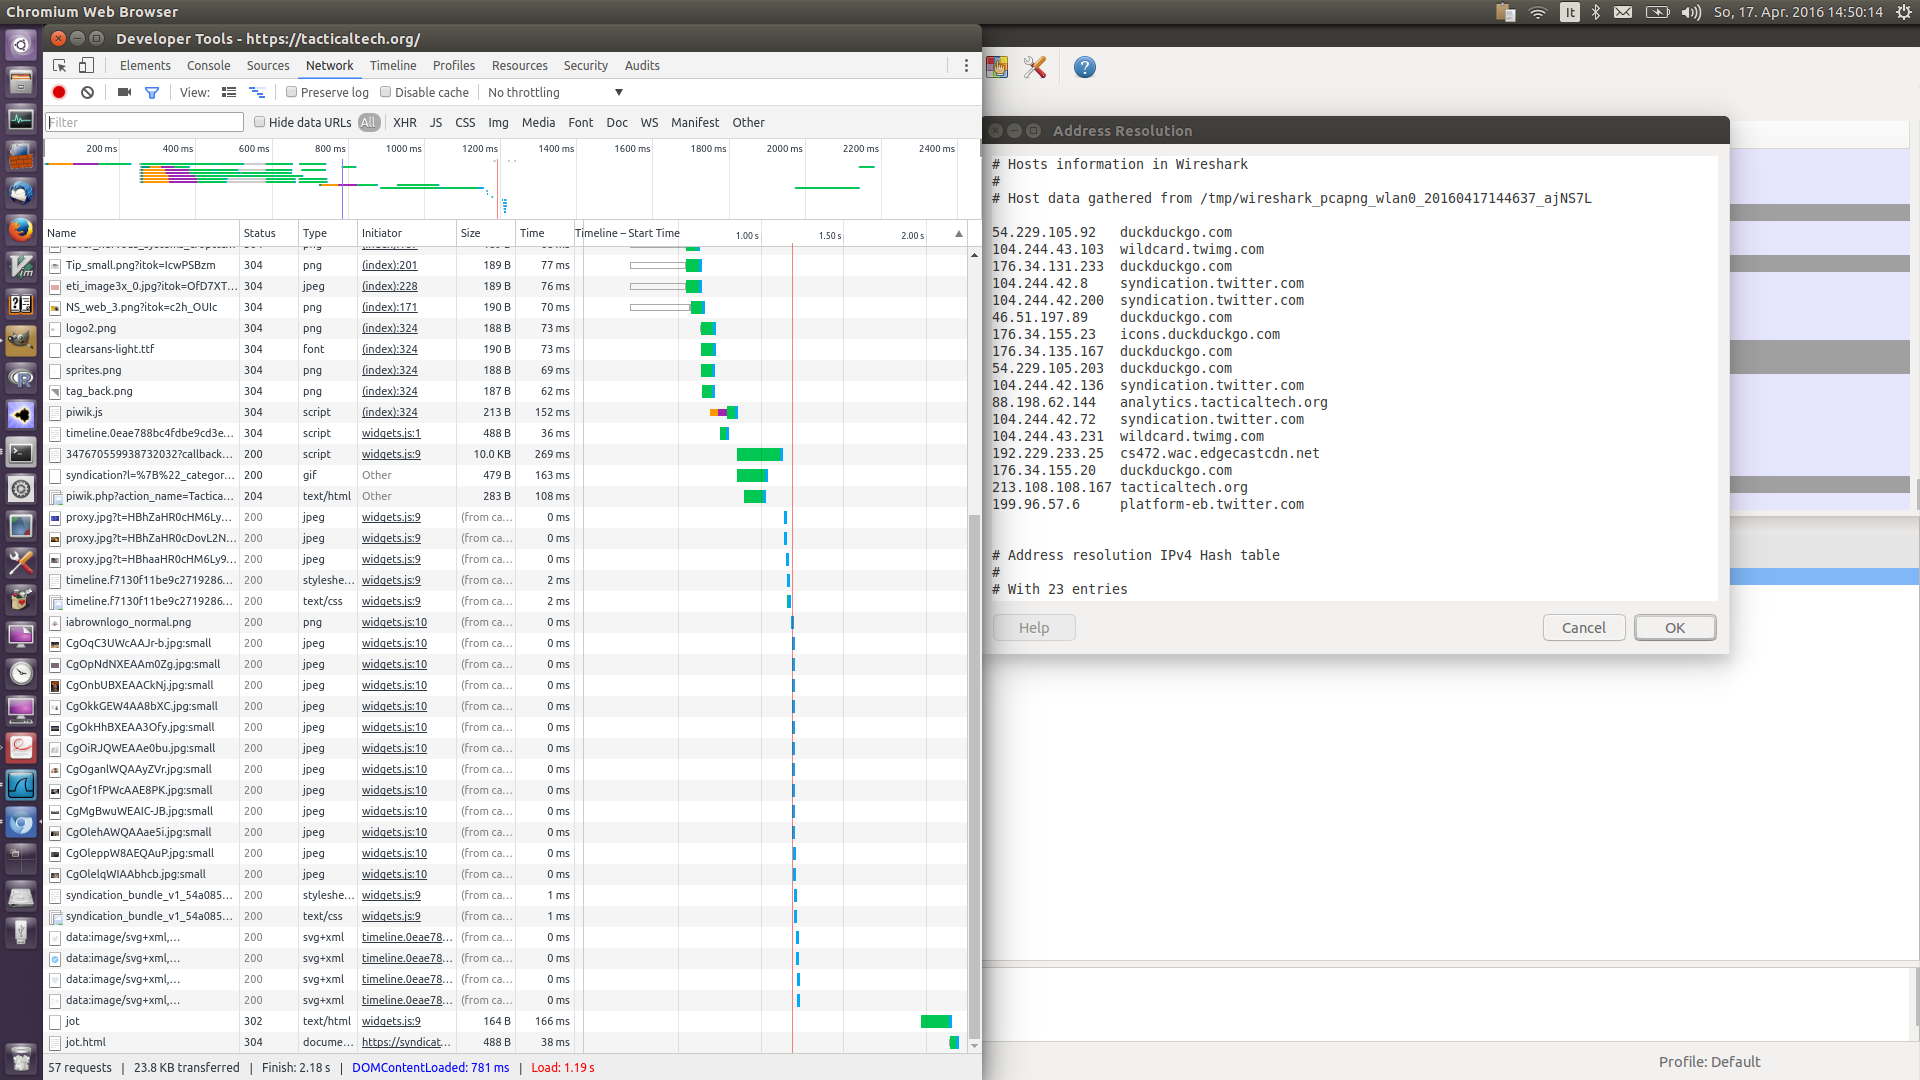 Chromium Web Browser
It
So, 17. Apr. 2016 14:50:14
Developer Tools - https://tacticaltech.org/
Elements Console Sources Network Timeline Profiles Resources Security Audits
View: Preserve log Disable cache No throttling
Filter Hide data URLs All XHR JS CSS Img Media Font Doc WS Manifest Other
200 ms 400 ms 600 ms 800 ms 1000 ms 1200 ms 1400 ms 1600 ms 1800 ms 2000 ms 2200 ms 2400 ms
Name Status Type Initiator Size Time Timeline – Start Time 1.00 s 1.50 s 2.00 s
Tip_small.png?itok=IcwPSBzm 304 png (index):201 189 B 77 ms
eti_image3x_0.jpg?itok=OfD7XT... 304 jpeg (index):228 189 B 76 ms
NS_web_3.png?itok=c2h_OUIc 304 png (index):171 190 B 70 ms
logo2.png 304 png (index):324 188 B 73 ms
clearsans-light.ttf 304 font (index):324 190 B 73 ms
sprites.png 304 png (index):324 188 B 69 ms
tag_back.png 304 png (index):324 187 B 62 ms
piwik.js 304 script (index):324 213 B 152 ms
timeline.0eae788bc4fdbe9cd3e... 304 script widgets.js:1 488 B 36 ms
347670559938732032?callback... 200 script widgets.js:9 10.0 KB 269 ms
syndication?l=%7B%22_categor... 200 gif Other 479 B 163 ms
piwik.php?action_name=Tactica... 204 text/html Other 283 B 108 ms
proxy.jpg?t=HBhZaHR0cHM6Ly... 200 jpeg widgets.js:9 (from ca... 0 ms
proxy.jpg?t=HBhZaHR0cDovL2N... 200 jpeg widgets.js:9 (from ca... 0 ms
proxy.jpg?t=HBhaaHR0cHM6Ly9... 200 jpeg widgets.js:9 (from ca... 0 ms
timeline.f7130f11be9c2719286... 200 styleshe... widgets.js:9 (from ca... 2 ms
timeline.f7130f11be9c2719286... 200 text/css widgets.js:9 (from ca... 2 ms
iabrownlogo_normal.png 200 png widgets.js:10 (from ca... 0 ms
CgOqC3UWcAAJr-b.jpg:small 200 jpeg widgets.js:10 (from ca... 0 ms
CgOpNdNXEAAm0Zg.jpg:small 200 jpeg widgets.js:10 (from ca... 0 ms
CgOnbUBXEAACkNj.jpg:small 200 jpeg widgets.js:10 (from ca... 0 ms
CgOkkGEW4AA8bXC.jpg:small 200 jpeg widgets.js:10 (from ca... 0 ms
CgOkHhBXEAA3Ofy.jpg:small 200 jpeg widgets.js:10 (from ca... 0 ms
CgOiRJQWEAAe0bu.jpg:small 200 jpeg widgets.js:10 (from ca... 0 ms
CgOganlWQAAyZVr.jpg:small 200 jpeg widgets.js:10 (from ca... 0 ms
CgOf1fPWcAAE8PK.jpg:small 200 jpeg widgets.js:10 (from ca... 0 ms
CgMgBwuWEAIC-JB.jpg:small 200 jpeg widgets.js:10 (from ca... 0 ms
CgOlehAWQAAae5i.jpg:small 200 jpeg widgets.js:10 (from ca... 0 ms
CgOleppW8AEQAuP.jpg:small 200 jpeg widgets.js:10 (from ca... 0 ms
CgOlelqWIAAbhcb.jpg:small 200 jpeg widgets.js:10 (from ca... 0 ms
syndication_bundle_v1_54a085... 200 styleshe... widgets.js:9 (from ca... 1 ms
syndication_bundle_v1_54a085... 200 text/css widgets.js:9 (from ca... 1 ms
data:image/svg+xml,... 200 svg+xml timeline.0eae78... (from ca... 0 ms
data:image/svg+xml,... 200 svg+xml timeline.0eae78... (from ca... 0 ms
data:image/svg+xml,... 200 svg+xml timeline.0eae78... (from ca... 0 ms
data:image/svg+xml,... 200 svg+xml timeline.0eae78... (from ca... 0 ms
jot 302 text/html widgets.js:9 164 B 166 ms
jot.html 304 docume... https://syndicat... 488 B 38 ms
57 requests | 23.8 KB transferred | Finish: 2.18 s | DOMContentLoaded: 781 ms | Load: 1.19 s
Address Resolution
# Hosts information in Wireshark
#
# Host data gathered from /tmp/wireshark_pcapng_wlan0_20160417144637_ajNS7L
54.229.105.92 duckduckgo.com
104.244.43.103 wildcard.twimg.com
176.34.131.233 duckduckgo.com
104.244.42.8 syndication.twitter.com
104.244.42.200 syndication.twitter.com
46.51.197.89 duckduckgo.com
176.34.155.23 icons.duckduckgo.com
176.34.135.167 duckduckgo.com
54.229.105.203 duckduckgo.com
104.244.42.136 syndication.twitter.com
88.198.62.144 analytics.tacticaltech.org
104.244.42.72 syndication.twitter.com
104.244.43.231 wildcard.twimg.com
192.229.233.25 cs472.wac.edgecastcdn.net
176.34.155.20 duckduckgo.com
213.108.108.167 tacticaltech.org
199.96.57.6 platform-eb.twitter.com
# Address resolution IPv4 Hash table
#
# With 23 entries
Help Cancel OK
Profile: Default